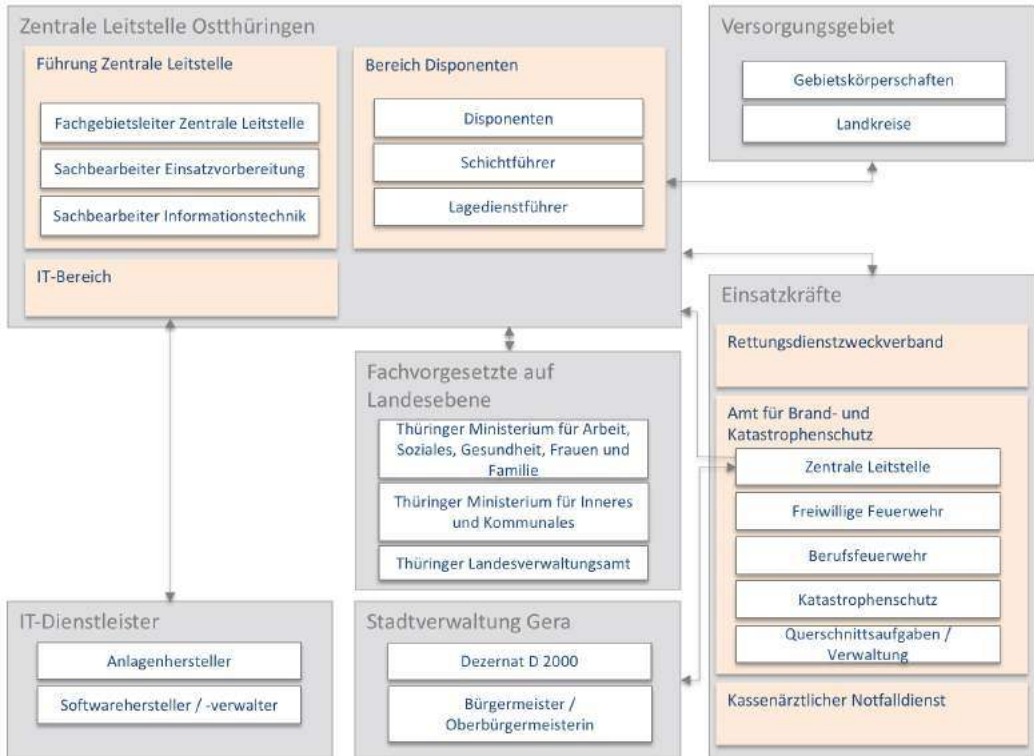 Zentrale Leitstelle Ostthüringen
Führung Zentrale Leitstelle
Fachgebietsleiter Zentrale Leitstelle
Sachbearbeiter Einsatzvorbereitung
Sachbearbeiter Informationstechnik
IT-Bereich
Bereich Disponenten
Disponenten
Schichtführer
Lagedienstführer
Versorgungsgebiet
Gebietskörperschaften
Landkreise
Fachvorgesetzte auf
Landesebene
Thüringer Ministerium für Arbeit,
Soziales, Gesundheit, Frauen und
Familie
Thüringer Ministerium für Inneres
und Kommunales
Thüringer Landesverwaltungsamt
Einsatzkräfte
Rettungsdienstzweckverband
Amt für Brand- und
Katastrophenschutz
Zentrale Leitstelle
Freiwillige Feuerwehr
Berufsfeuerwehr
Katastrophenschutz
Querschnittsaufgaben /
Verwaltung
Kassenärztlicher Notfalldienst
IT-Dienstleister
Anlagenhersteller
Softwarehersteller / -verwalter
Stadtverwaltung Gera
Dezernat D 2000
Bürgermeister /
Oberbürgermeisterin